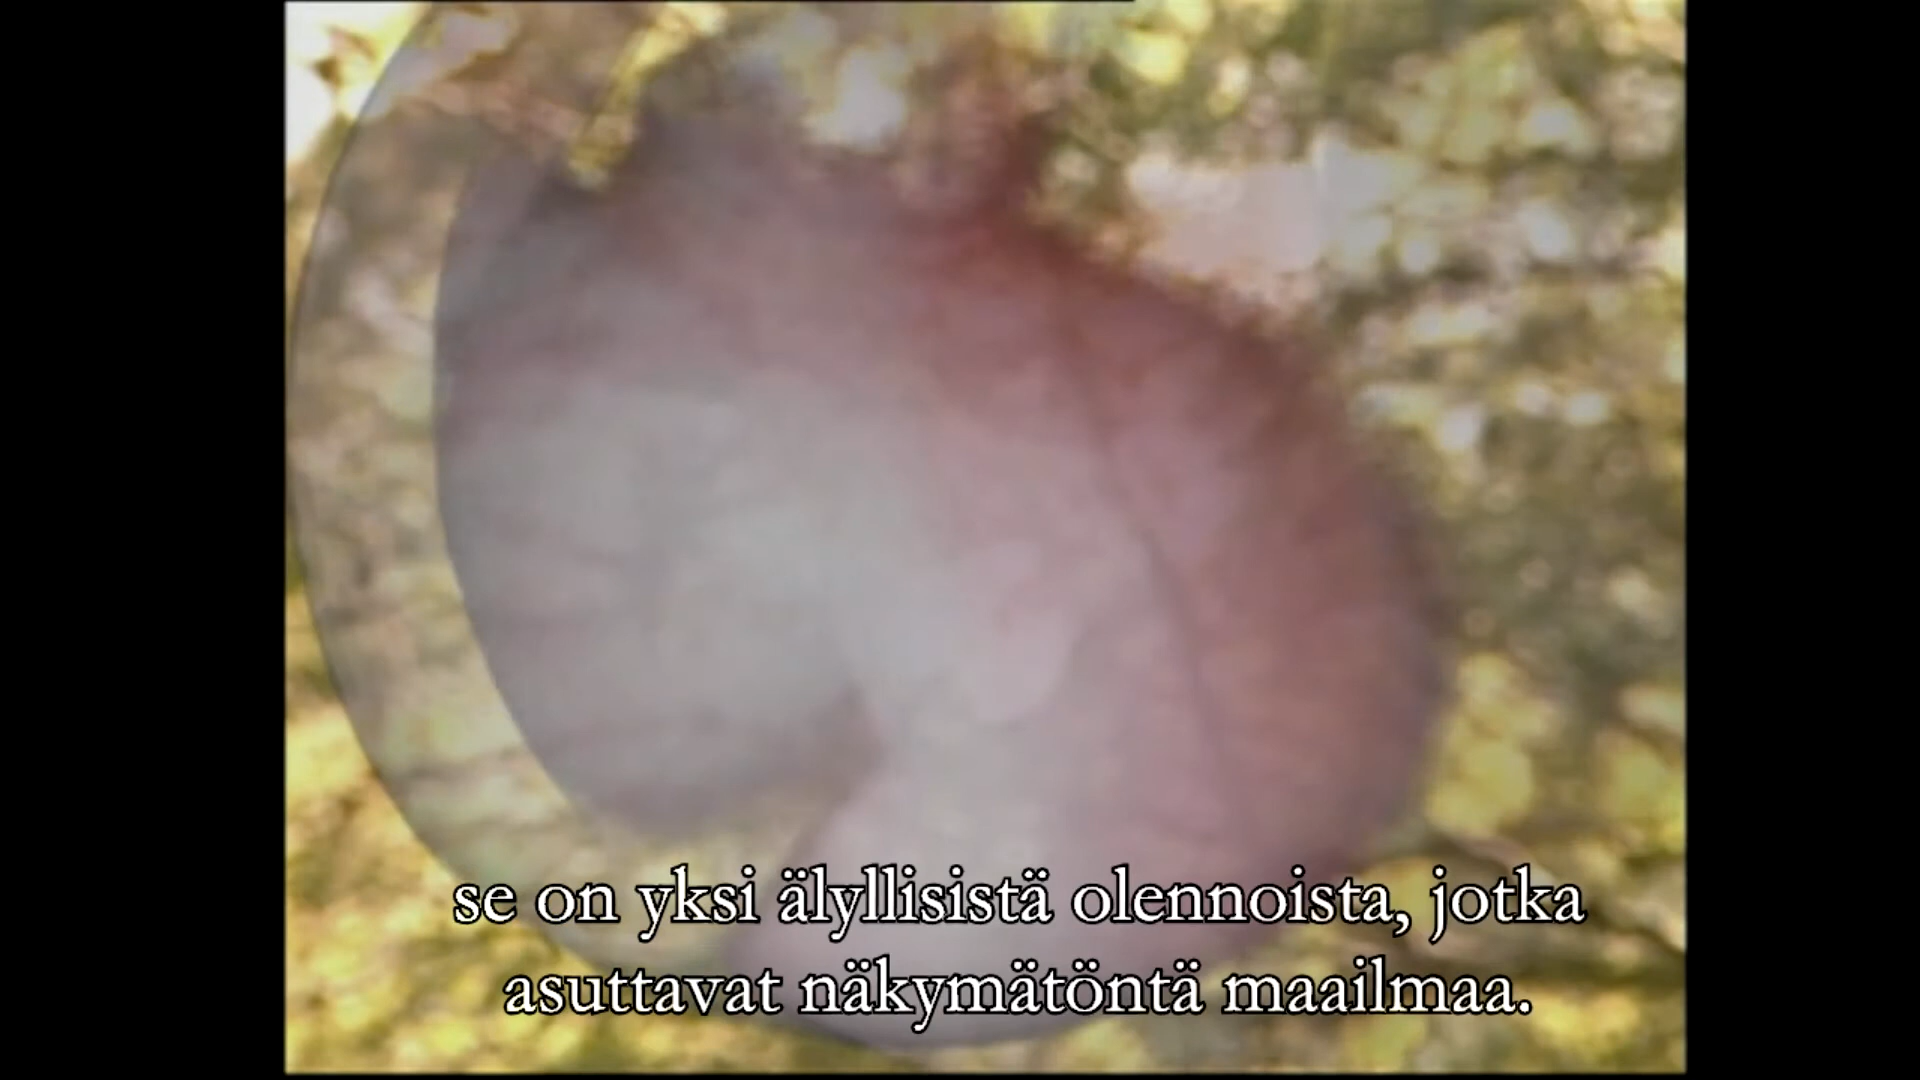 se on yksi älyllisistä olennoista, jotka
asuttavat näkymätöntä maailmaa.